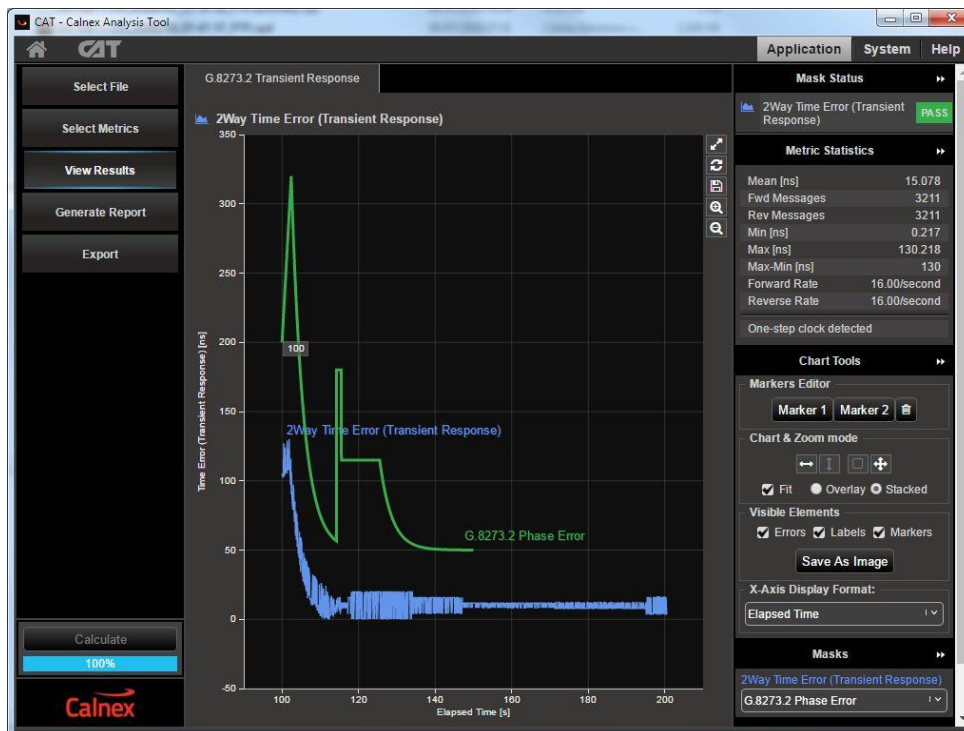 CAT - Calnex Analysis Tool
CAT
Application System Help
Select File
Select Metrics
View Results
Generate Report
Export
Calculate
100%
Calnex
G.8273.2 Transient Response
2Way Time Error (Transient Response)
Time Error (Transient Response) [ns]
350
300
250
200
150
100
50
0
-50
100
2Way Time Error (Transient Response)
G.8273.2 Phase Error
100 120 140 160 180 200
Elapsed Time [s]
Mask Status
2Way Time Error (Transient
Response)
PASS
Metric Statistics
Mean [ns] 15.078
Fwd Messages 3211
Rev Messages 3211
Min [ns] 0.217
Max [ns] 130.218
Max-Min [ns] 130
Forward Rate 16.00/second
Reverse Rate 16.00/second
One-step clock detected
Chart Tools
Markers Editor
Marker 1 Marker 2
Chart & Zoom mode
Fit Overlay Stacked
Visible Elements
Errors Labels Markers
Save As Image
X-Axis Display Format:
Elapsed Time
Masks
2Way Time Error (Transient Response)
G.8273.2 Phase Error